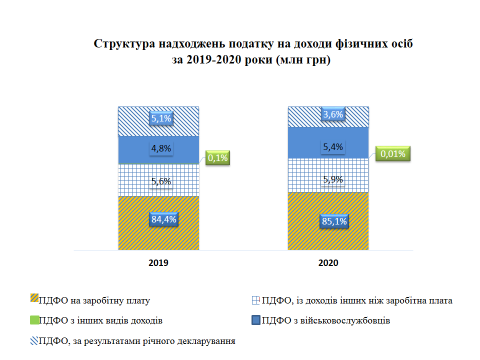 Структура надходжень податку на доходи фізичних осіб
за 2019-2020 роки (млн грн)
5,1%
3,6%
4,8%
0,1%
5,4%
0,01%
5,6%
5,9%
84,4%
85,1%
2019
2020
ПДФО на заробітну плату
ПДФО, із доходів інших ніж заробітна плата
ПДФО з інших видів доходів
ПДФО з військовослужбовців
ПДФО, за результатами річного декларування